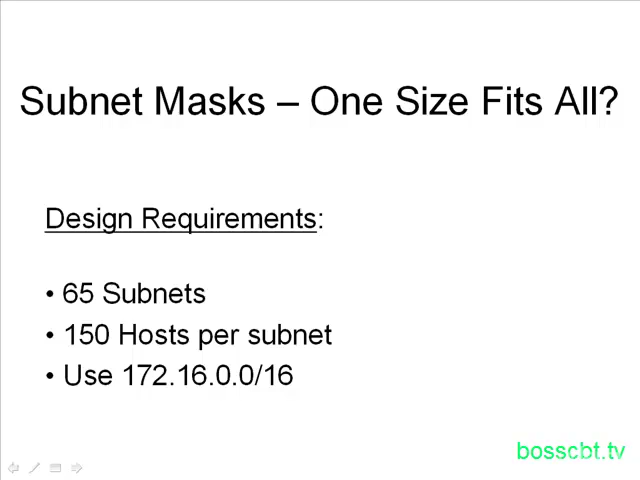 Subnet Masks – One Size Fits All?
Design Requirements:
• 65 Subnets
• 150 Hosts per subnet
• Use 172.16.0.0/16
bosscbt.tv